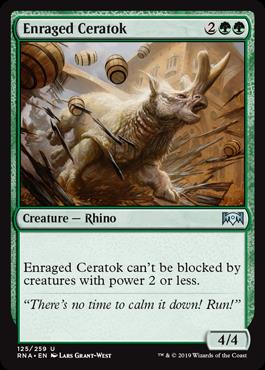 Enraged Ceratok 2
Creature — Rhino
Enraged Ceratok can't be blocked by
creatures with power 2 or less.
“There's no time to calm it down! Run!”
4/4
125/259 U
RNA • EN Lars Grant-West
™ & © 2019 Wizards of the Coast